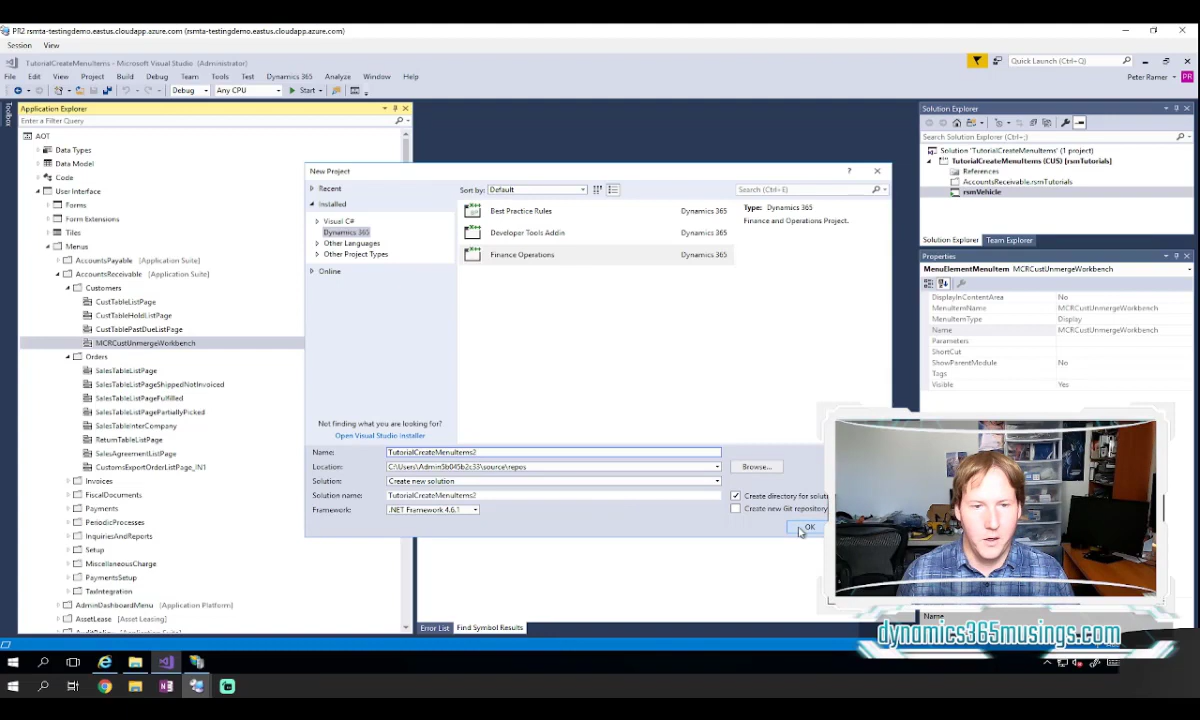 PR2 rsmta-testingdemo.eastus.cloudapp.azure.com (rsmta-testingdemo.eastus.cloudapp.azure.com)
Session View
TutorialCreateMenuItems - Microsoft Visual Studio (Administrator)
Quick Launch (Ctrl+Q)
File Edit View Project Build Debug Team Tools Test Dynamics 365 Analyze Window Help
Peter Ramer PR
Debug Any CPU Start
Toolbox
Application Explorer
Enter a Filter Query
AOT
Data Types
Data Model
Code
User Interface
Forms
Form Extensions
Tiles
Menus
AccountsPayable [Application Suite]
AccountsReceivable [Application Suite]
Customers
CustTableListPage
CustTableHoldListPage
CustTablePastDueListPage
MCRCustUnmergeWorkbench
Orders
SalesTableListPage
SalesTableListPageShippedNotInvoiced
SalesTableListPageFulfilled
SalesTableListPagePartiallyPicked
SalesTableInterCompany
ReturnTableListPage
SalesAgreementListPage
CustomsExportOrderListPage_IN1
Invoices
FiscalDocuments
Payments
PeriodicProcesses
InquiriesAndReports
Setup
MiscellaneousCharge
PaymentsSetup
TaxIntegration
AdminDashboardMenu [Application Platform]
AssetLease [Asset Leasing]
New Project
?
Recent
Installed
Visual C#
Dynamics 365
Other Languages
Other Project Types
Online
Not finding what you are looking for?
Open Visual Studio Installer
Sort by: Default
Search (Ctrl+E)
Best Practice Rules Dynamics 365
Developer Tools Addin Dynamics 365
Finance Operations Dynamics 365
Type: Dynamics 365
Finance and Operations Project.
Name: TutorialCreateMenuItems2
Location: C:\Users\Admin5b045b2c33\source\repos
Browse...
Solution: Create new solution
Solution name: TutorialCreateMenuItems2
Create directory for solut
Framework: .NET Framework 4.6.1
Create new Git repository
OK
Solution Explorer
Search Solution Explorer (Ctrl+;)
Solution 'TutorialCreateMenuItems' (1 project)
TutorialCreateMenuItems (CUS) [rsmTutorials]
References
AccountsReceivable.rsmTutorials
rsmVehicle
Solution Explorer Team Explorer
Properties
MenuElementMenuItem MCRCustUnmergeWorkbench
DisplayInContentArea No
MenuItemName MCRCustUnmergeWorkbench
MenuItemType Display
Name MCRCustUnmergeWorkbench
Parameters
ShortCut
ShowParentModule No
Tags
Visible Yes
Name
Error List Find Symbol Results
dynamics365musings.com